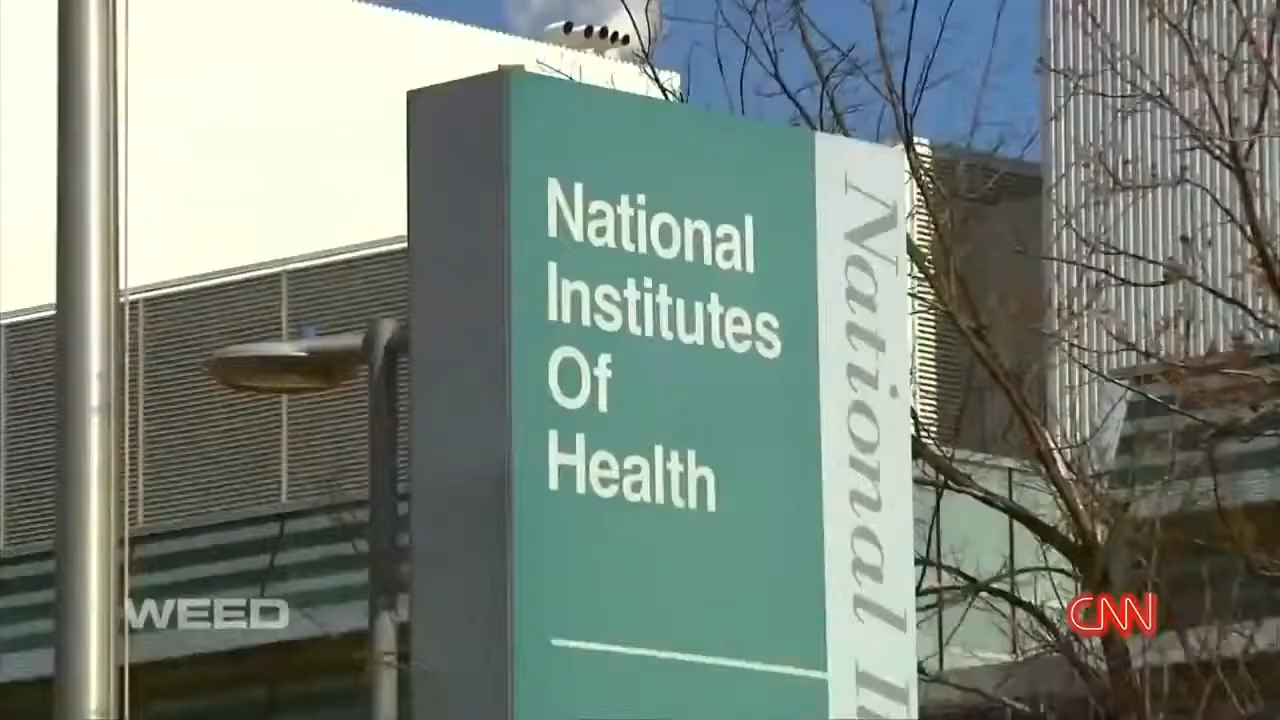 National
Institutes
Of
Health
National I
WEED
CNN